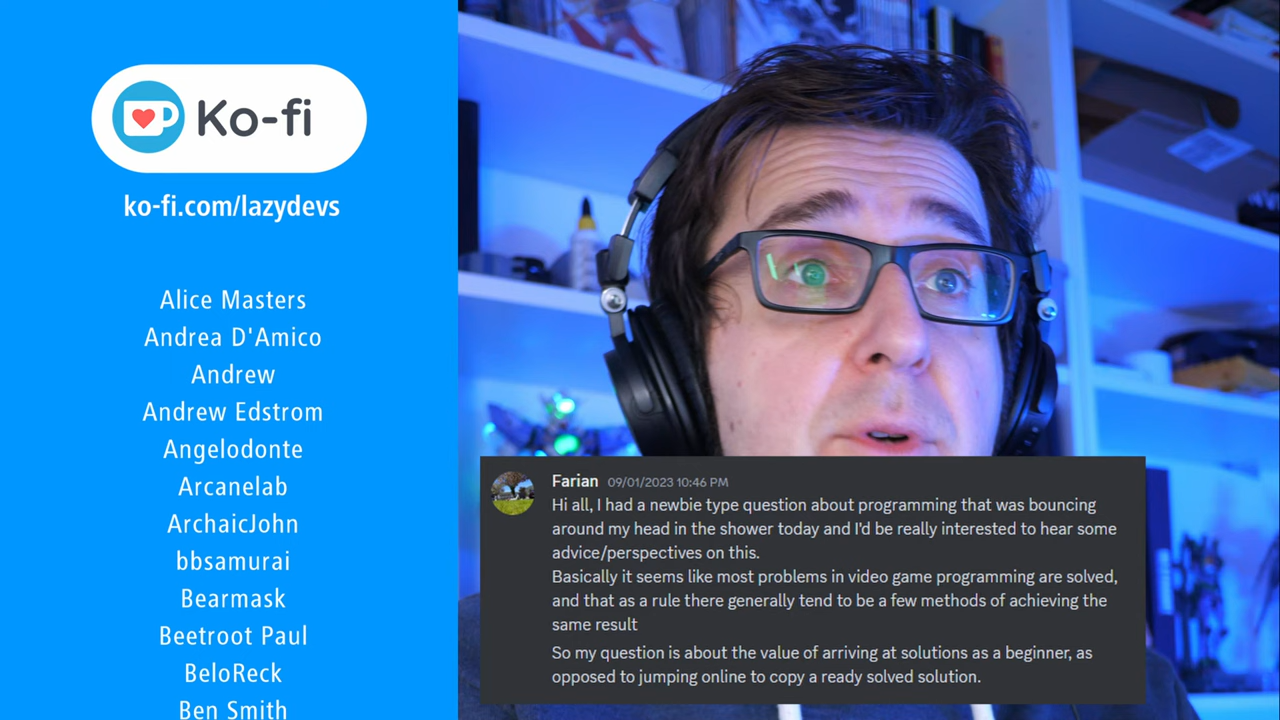 Ko-fi
ko-fi.com/lazydevs
Alice Masters
Andrea D'Amico
Andrew
Andrew Edstrom
Angelodonte
Arcanelab
ArchaicJohn
bbsamurai
Bearmask
Beetroot Paul
BeloReck
Ben Smith
Farian 09/01/2023 10:46 PM
Hi all, I had a newbie type question about programming that was bouncing
around my head in the shower today and I'd be really interested to hear some
advice/perspectives on this.
Basically it seems like most problems in video game programming are solved,
and that as a rule there generally tend to be a few methods of achieving the
same result
So my question is about the value of arriving at solutions as a beginner, as
opposed to jumping online to copy a ready solved solution.